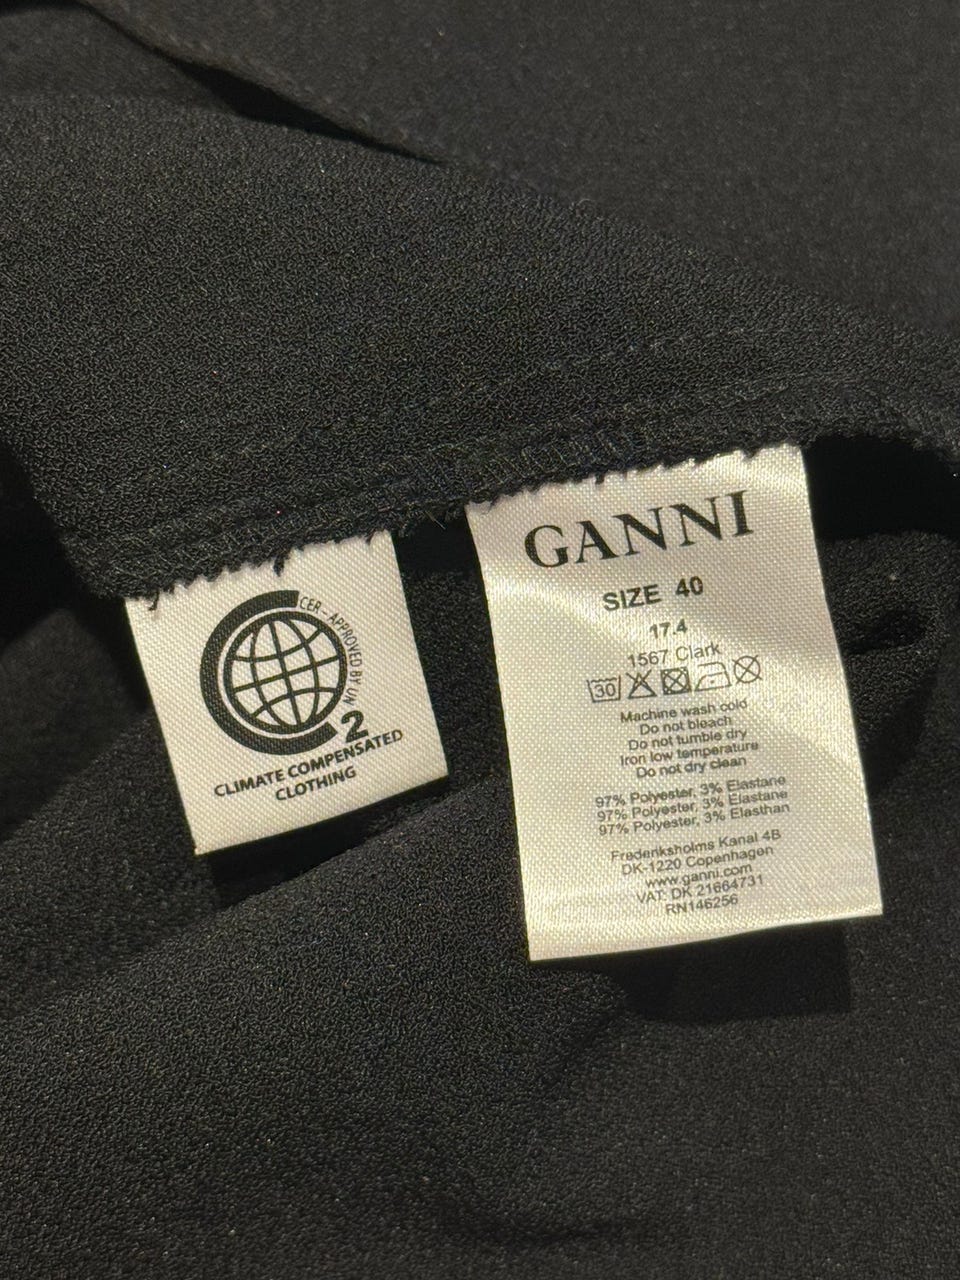 CER - APPROVED BY UN
2
CLIMATE COMPENSATED
CLOTHING
GANNI
SIZE 40
17.4
1567 Clark
30
Machine wash cold
Do not bleach
Do not tumble dry
Iron low temperature
Do not dry clean
97% Polyester, 3% Elastane
97% Polyester, 3% Elastane
97% Polyester, 3% Elasthan
Frederiksholms Kanal 4B
DK-1220 Copenhagen
www.ganni.com
VAT: DK 21664731
RN146256